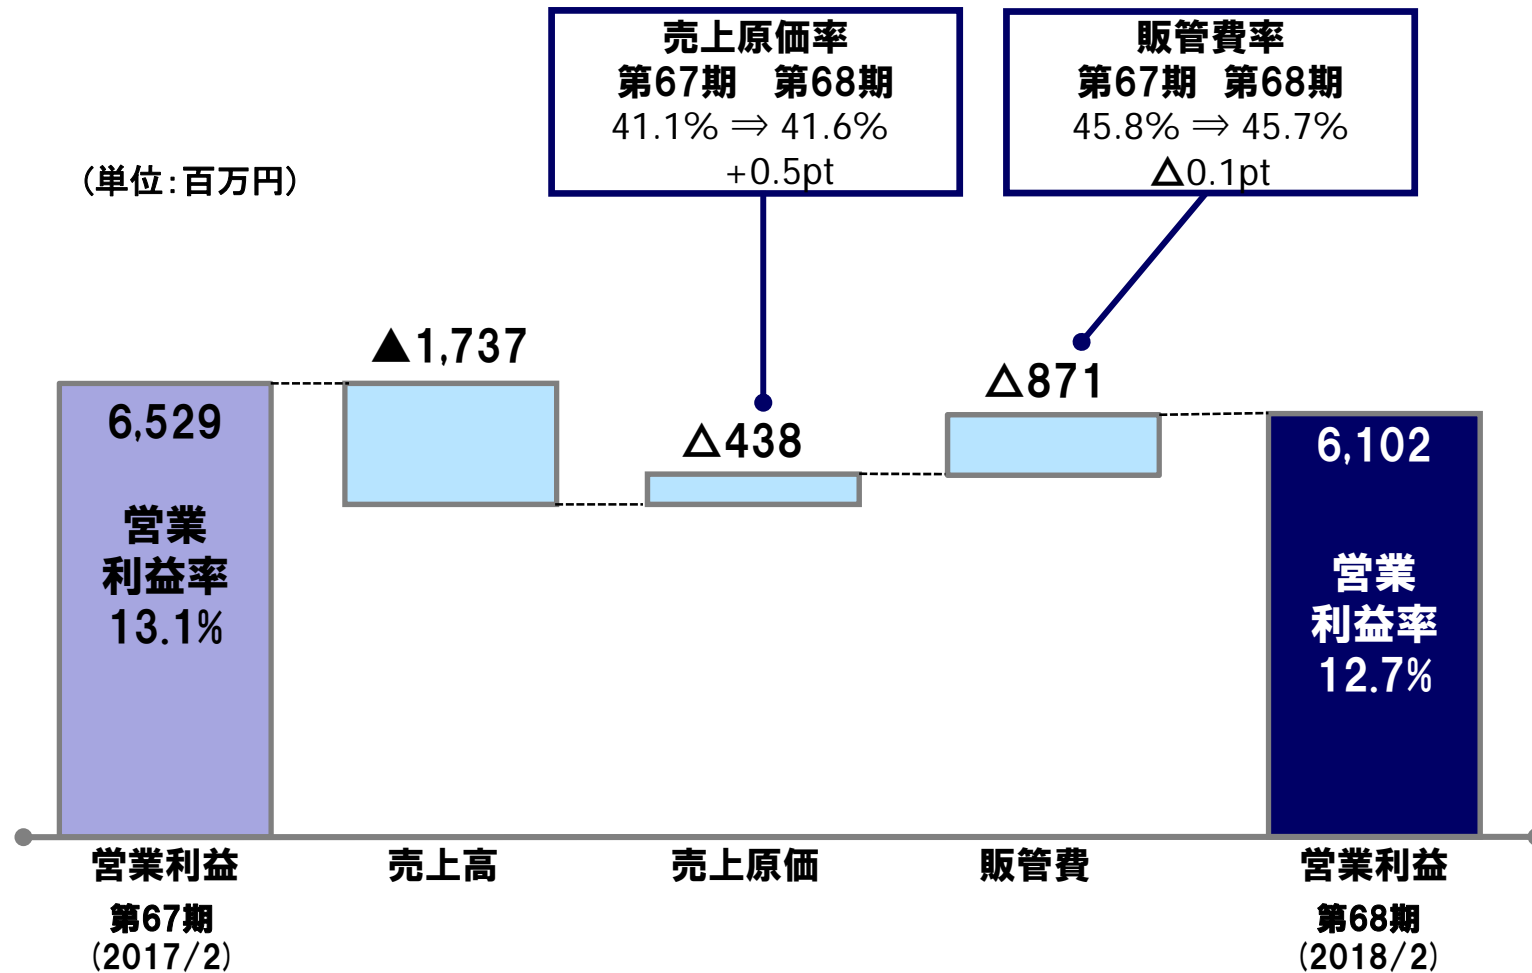 売上原価率
第67期 第68期
41.1% ⇒ 41.6%
+0.5pt
販管費率
第67期 第68期
45.8% ⇒ 45.7%
△0.1pt
(単位:百万円)
▲1,737
△438
△871
6,529
営業
利益率
13.1%
6,102
営業
利益率
12.7%
営業利益
第67期
(2017/2)
売上高
売上原価
販管費
営業利益
第68期
(2018/2)